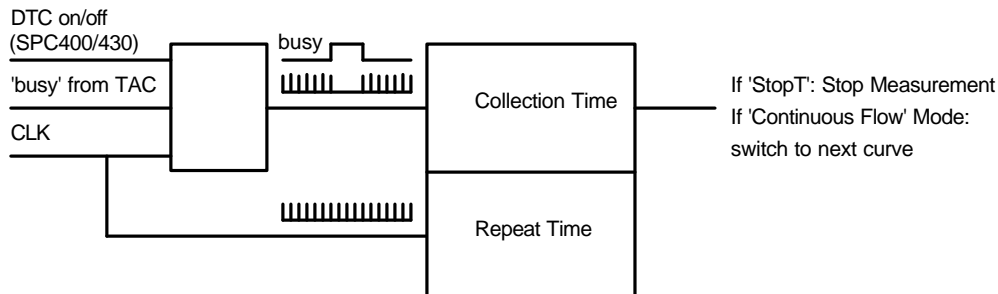 DTC on/off
(SPC400/430)
busy
'busy' from TAC
CLK
Collection Time
If 'StopT': Stop Measurement
If 'Continuous Flow' Mode:
switch to next curve
Repeat Time